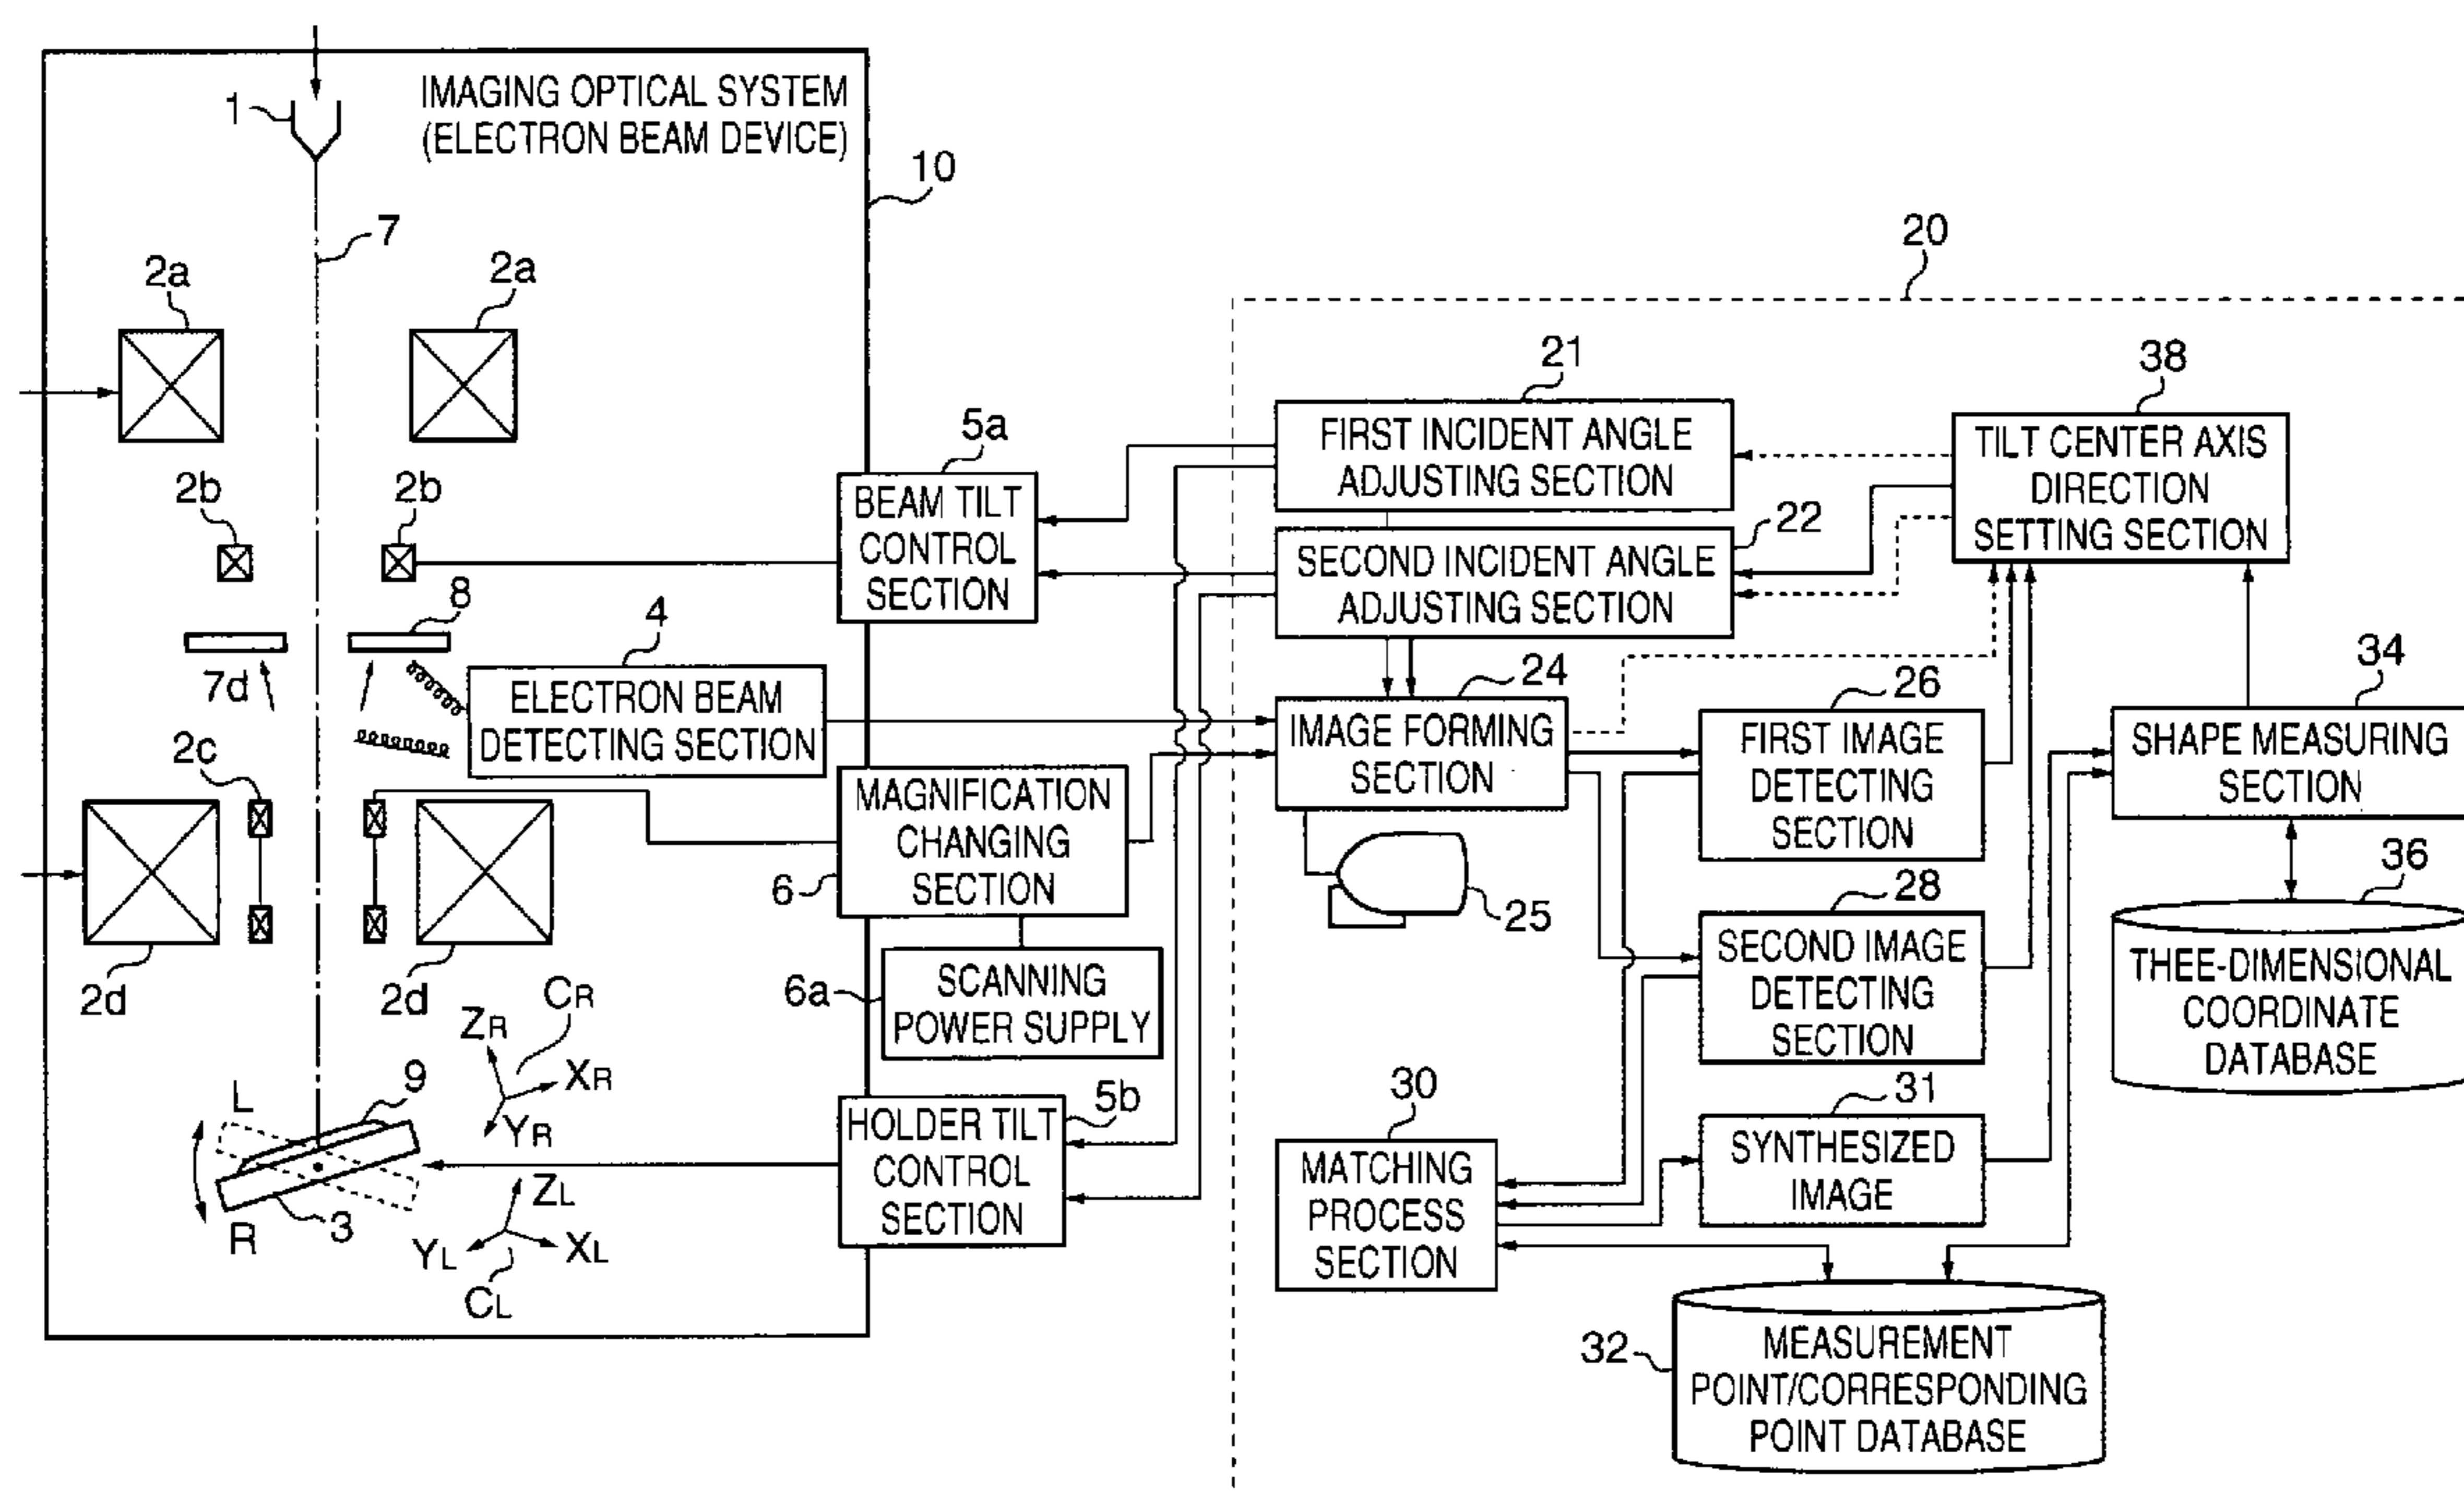 IMAGING OPTICAL SYSTEM
(ELECTRON BEAM DEVICE)
1
10
7
2a
2a
20
21
38
5a
FIRST INCIDENT ANGLE
ADJUSTING SECTION
TILT CENTER AXIS
DIRECTION
SETTING SECTION
2b
2b
BEAM TILT
CONTROL
SECTION
22
SECOND INCIDENT ANGLE
ADJUSTING SECTION
8
4
7d
ELECTRON BEAM
DETECTING SECTION
24
IMAGE FORMING
SECTION
26
FIRST IMAGE
DETECTING
SECTION
34
SHAPE MEASURING
SECTION
2c
MAGNIFICATION
CHANGING
SECTION
6
25
28
SECOND IMAGE
DETECTING
SECTION
36
THEE-DIMENSIONAL
COORDINATE
DATABASE
2d
2d
6a
SCANNING
POWER SUPPLY
CR
ZR
XR
YR
L
9
R
3
ZL
YL
XL
CL
5b
HOLDER TILT
CONTROL
SECTION
30
MATCHING
PROCESS
SECTION
31
SYNTHESIZED
IMAGE
32
MEASUREMENT
POINT/CORRESPONDING
POINT DATABASE